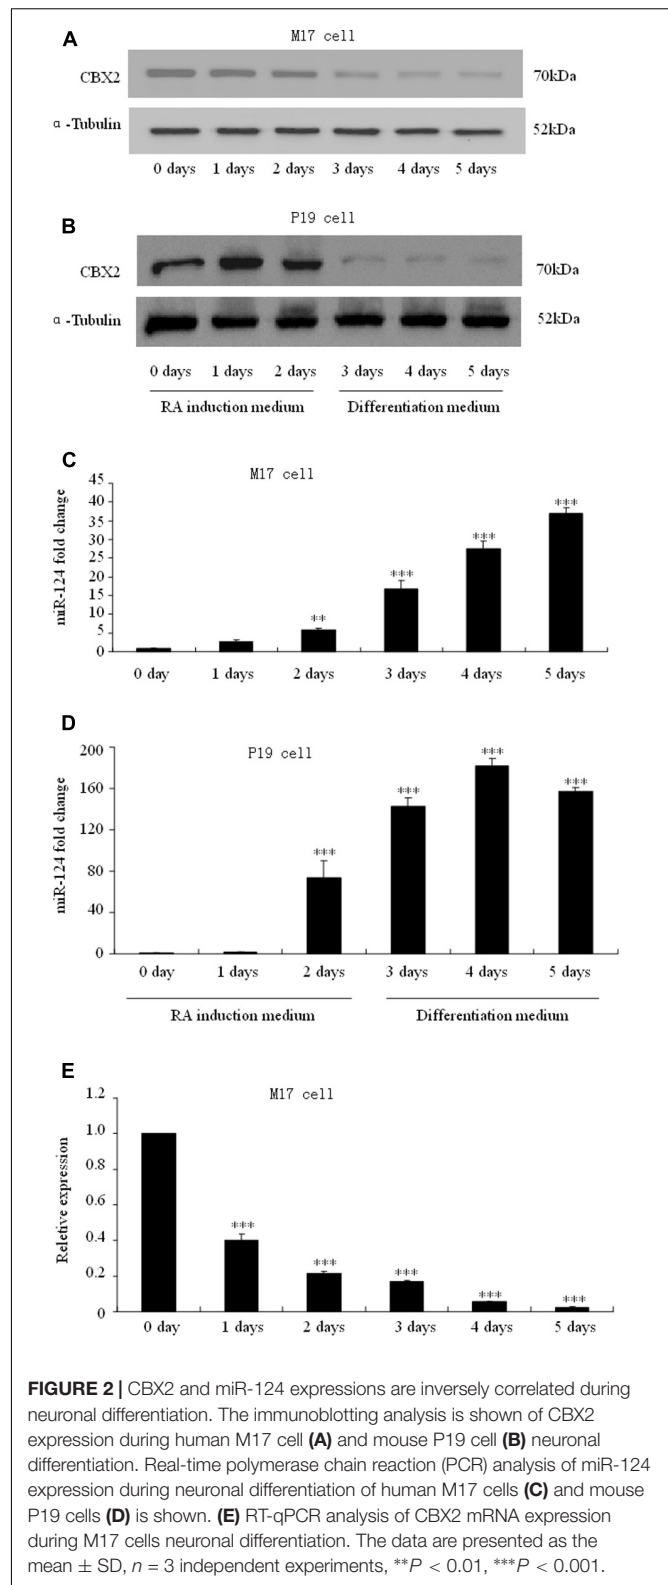 A
M17 cell
CBX2
70kDa
α-Tubulin
52kDa
0 days 1 days 2 days 3 days 4 days 5 days
B
P19 cell
CBX2
70kDa
α-Tubulin
52kDa
0 days 1 days 2 days 3 days 4 days 5 days
RA induction medium Differentiation medium
C
M17 cell
miR-124 fold change
45
40
35
30
25
20
15
10
5
0
** *** *** ***
0 day 1 days 2 days 3 days 4 days 5 days
D
P19 cell
miR-124 fold change
200
160
120
80
40
0
*** *** *** ***
0 day 1 days 2 days 3 days 4 days 5 days
RA induction medium Differentiation medium
E
M17 cell
Reletive expression
1.2
1.0
0.8
0.6
0.4
0.2
0
*** *** *** *** ***
0 day 1 days 2 days 3 days 4 days 5 days
FIGURE 2 | CBX2 and miR-124 expressions are inversely correlated during
neuronal differentiation. The immunoblotting analysis is shown of CBX2
expression during human M17 cell (A) and mouse P19 cell (B) neuronal
differentiation. Real-time polymerase chain reaction (PCR) analysis of miR-124
expression during neuronal differentiation of human M17 cells (C) and mouse
P19 cells (D) is shown. (E) RT-qPCR analysis of CBX2 mRNA expression
during M17 cells neuronal differentiation. The data are presented as the
mean ± SD, n = 3 independent experiments, **P < 0.01, ***P < 0.001.